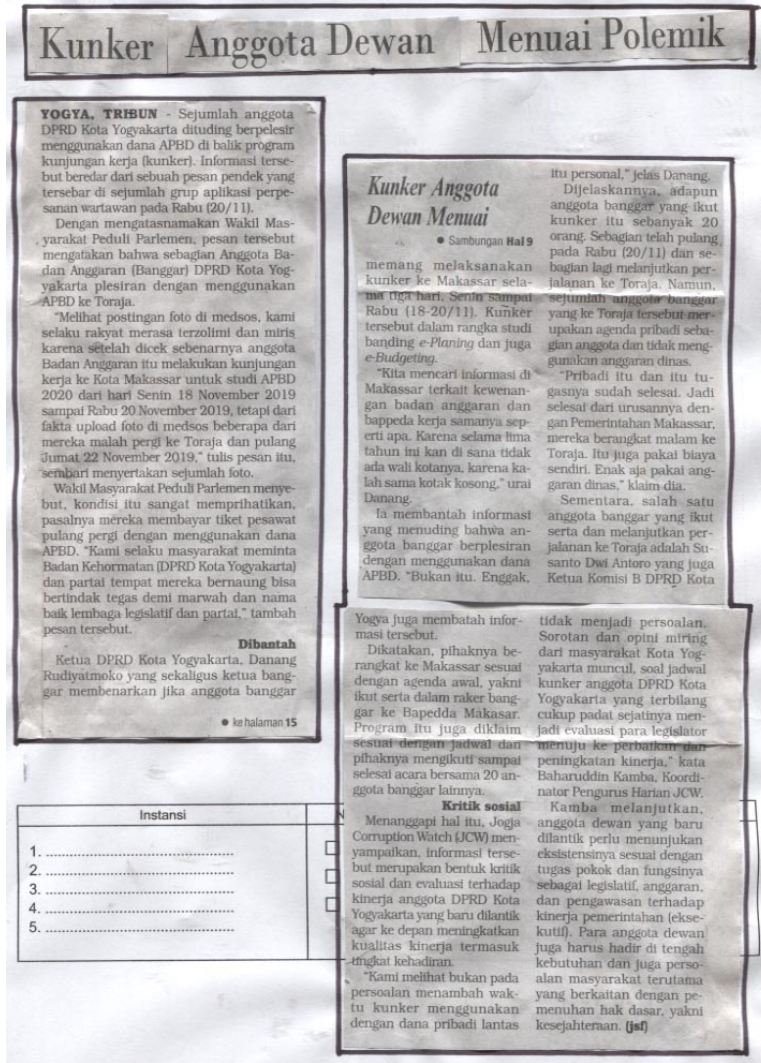 Kunker Anggota Dewan Menuai Polemik
YOGYA, TRIBUN - Sejumlah anggota
DPRD Kota Yogyakarta dituding berpelesir
menggunakan dana APBD di balik program
kunjungan kerja (kunker). Informasi terse-
but beredar dari sebuah pesan pendek yang
tersebar di sejumlah grup aplikasi perpe-
sanan wartawan pada Rabu (20/11).
Dengan mengatasnamakan Wakil Mas-
yarakat Peduli Parlemen, pesan tersebut
mengatakan bahwa sebagian Anggota Ba-
dan Anggaran (Banggar) DPRD Kota Yog-
yakarta plesiran dengan menggunakan
APBD ke Toraja.
"Melihat postingan foto di medsos, kami
selaku rakyat merasa terzolimi dan miris
karena setelah dicek sebenarnya anggota
Badan Anggaran itu melakukan kunjungan
kerja ke Kota Makassar untuk studi APBD
2020 dari hari Senin 18 November 2019
sampai Rabu 20 November 2019, tetapi dari
fakta upload foto di medsos beberapa dari
mereka malah pergi ke Toraja dan pulang
Jumat 22 November 2019," tulis pesan itu,
sembari menyertakan sejumlah foto.
Wakil Masyarakat Peduli Parlemen menye-
but, kondisi itu sangat memprihatikan,
pasalnya mereka membayar tiket pesawat
pulang pergi dengan menggunakan dana
APBD. "Kami selaku masyarakat meminta
Badan Kehormatan (DPRD Kota Yogyakarta)
dan partai tempat mereka bernaung bisa
bertindak tegas demi marwah dan nama
baik lembaga legislatif dan partai," tambah
pesan tersebut.
Dibantah
Ketua DPRD Kota Yogyakarta, Danang
Rudiyatmoko yang sekaligus ketua bang-
gar membenarkan jika anggota banggar
● ke halaman 15
Kunker Anggota
Dewan Menuai
● Sambungan Hal 9
memang melaksanakan
kunker ke Makassar sela-
ma tiga hari, Senin sampai
Rabu (18-20/11). Kunker
tersebut dalam rangka studi
banding e-Planing dan juga
e-Budgeting.
"Kita mencari informasi di
Makassar terkait kewenan-
gan badan anggaran dan
bappeda kerja samanya sep-
erti apa. Karena selama lima
tahun ini kan di sana tidak
ada wali kotanya, karena ka-
lah sama kotak kosong," urai
Danang.
Ia membantah informasi
yang menuding bahwa an-
ggota banggar berplesiran
dengan menggunakan dana
APBD. "Bukan itu. Enggak,
itu personal," jelas Danang.
Dijelaskannya, adapun
anggota banggar yang ikut
kunker itu sebanyak 20
orang. Sebagian telah pulang
pada Rabu (20/11) dan se-
bagian lagi melanjutkan per-
jalanan ke Toraja. Namun,
sejumlah anggota banggar
yang ke Toraja tersebut mer-
upakan agenda pribadi seba-
gian anggota dan tidak meng-
gunakan anggaran dinas.
"Pribadi itu dan itu tu-
gasnya sudah selesai. Jadi
selesai dari urusannya den-
gan Pemerintahan Makassar,
mereka berangkat malam ke
Toraja. Itu juga pakai biaya
sendiri. Enak aja pakai ang-
garan dinas," klaim dia.
Sementara, salah satu
anggota banggar yang ikut
serta dan melanjutkan per-
jalanan ke Toraja adalah Su-
santo Dwi Antoro yang juga
Ketua Komisi B DPRD Kota
Yogya juga membatah infor-
masi tersebut.
Dikatakan, pihaknya be-
rangkat ke Makassar sesuai
dengan agenda awal, yakni
ikut serta dalam raker bang-
gar ke Bapedda Makasar.
Program itu juga diklaim
sesuai dengan jadwal dan
pihaknya mengikuti sampai
selesai acara bersama 20 an-
ggota banggar lainnya.
Kritik sosial
Menanggapi hal itu, Jogja
Corruption Watch (JCW) men-
yampaikan, informasi terse-
but merupakan bentuk kritik
sosial dan evaluasi terhadap
kinerja anggota DPRD Kota
Yogyakarta yang baru dilantik
agar ke depan meningkatkan
kualitas kinerja termasuk
tingkat kehadiran.
"Kami melihat bukan pada
persoalan menambah wak-
tu kunker menggunakan
dengan dana pribadi lantas
tidak menjadi persoalan.
Sorotan dan opini miring
dari masyarakat Kota Yog-
yakarta muncul, soal jadwal
kunker anggota DPRD Kota
Yogyakarta yang terbilang
cukup padat sejatinya men-
jadi evaluasi para legislator
menuju ke perbaikan dan
peningkatan kinerja," kata
Baharuddin Kamba, Koordi-
nator Pengurus Harian JCW.
Kamba melanjutkan,
anggota dewan yang baru
dilantik perlu menunjukan
eksistensinya sesuai dengan
tugas pokok dan fungsinya
sebagai legislatif, anggaran,
dan pengawasan terhadap
kinerja pemerintahan (ekse-
kutif). Para anggota dewan
juga harus hadir di tengah
kebutuhan dan juga perso-
alan masyarakat terutama
yang berkaitan dengan pe-
menuhan hak dasar, yakni
kesejahteraan. (jsf)
Instansi
1. ................................
2. ................................
3. ................................
4. ................................
5. ................................